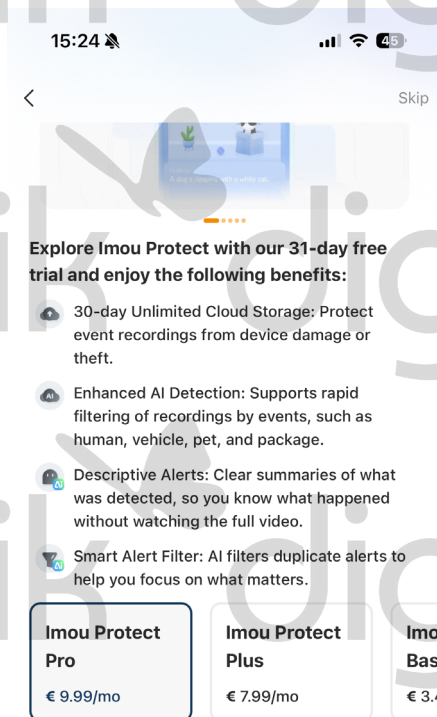 15:24
45
Skip
A dog is playing with a white cat.
Explore Imou Protect with our 31-day free
trial and enjoy the following benefits:
30-day Unlimited Cloud Storage: Protect
event recordings from device damage or
theft.
AI
Enhanced AI Detection: Supports rapid
filtering of recordings by events, such as
human, vehicle, pet, and package.
Descriptive Alerts: Clear summaries of what
was detected, so you know what happened
without watching the full video.
Smart Alert Filter: AI filters duplicate alerts to
help you focus on what matters.
Imou Protect
Pro
€ 9.99/mo
Imou Protect
Plus
€ 7.99/mo
Imo
Bas
€ 3.4